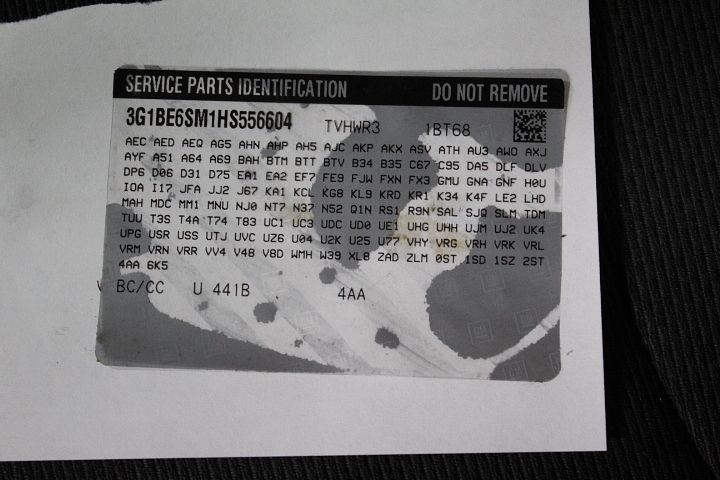 SERVICE PARTS IDENTIFICATION DO NOT REMOVE
3G1BE6SM1HS556604 TVHWR3 1BT68
AEC AED AEQ AG5 AHN AHP AH5 AJC AKP AKX ASV ATH AU3 AWO AXJ
AYF A51 A64 A69 BAH BTM BTT BTV B34 B35 C67 C95 DA5 DLF DLV
DP6 D06 D31 D75 EA1 EA2 EF7 FE9 FJW FXN FX3 GMU GNA GNF H0U
IOA I17 JFA JJ2 J67 KA1 KCL KG8 KL9 KRD KR1 K34 K4F LE2 LHD
MAH MDC MM1 MNU NJ0 NT7 N37 N52 Q1N RS1 R9N SAL SJQ SLM TDM
TUU T3S T4A T74 T83 UC1 UC3 UDC UD0 UE1 UHG UHH UJM UJ2 UK4
UPG USR USS UTJ UVC UZ6 U04 U2K U25 U77 VHY VRG VRH VRK VRL
VRM VRN VRR VV4 V48 V8D WMH W39 XL8 ZAD ZLM 0ST 1SD 1SZ 2ST
4AA 6K5
BC/CC U 441B 4AA